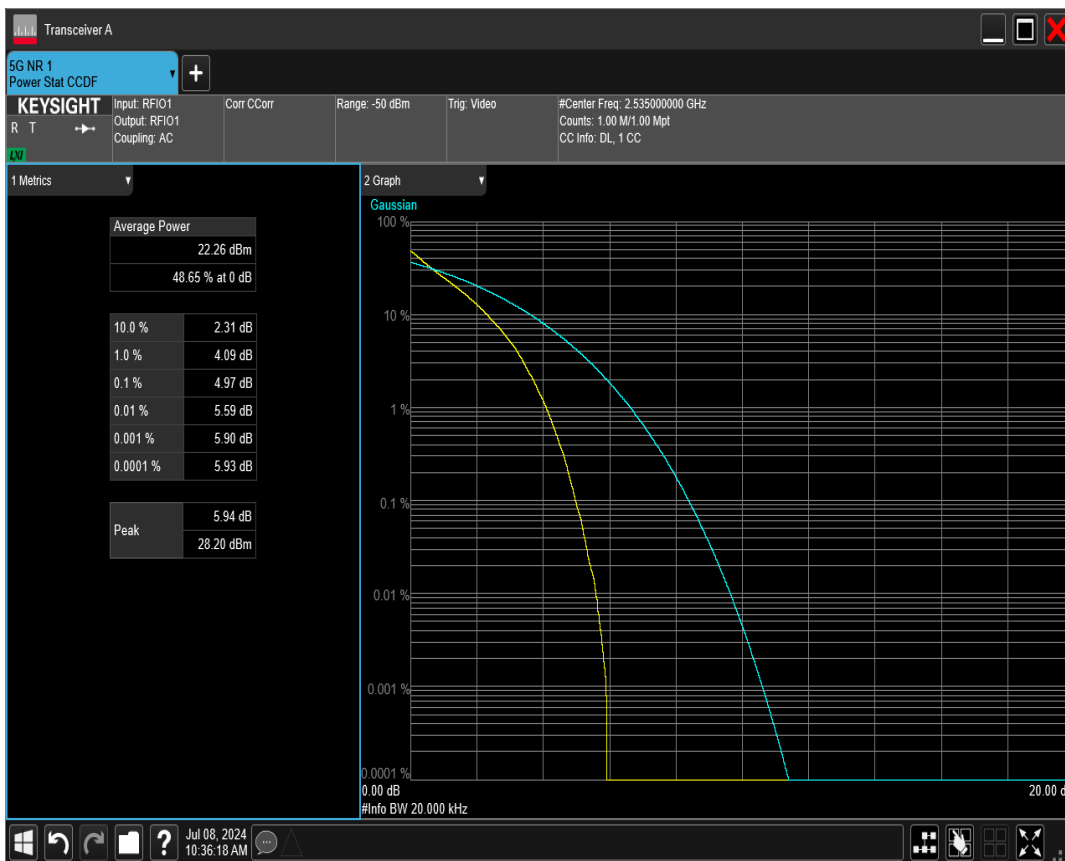 Transceiver A
5G NR 1
Power Stat CCDF
KEYSIGHT
R T
LXI
Input: RFIO1
Output: RFIO1
Coupling: AC
Corr CCorr
Range: -50 dBm
Trig: Video
#Center Freq: 2.535000000 GHz
Counts: 1.00 M/1.00 Mpt
CC Info: DL, 1 CC
1 Metrics
Average Power
22.26 dBm
48.65 % at 0 dB
10.0 % 2.31 dB
1.0 % 4.09 dB
0.1 % 4.97 dB
0.01 % 5.59 dB
0.001 % 5.90 dB
0.0001 % 5.93 dB
Peak 5.94 dB
28.20 dBm
2 Graph
Gaussian
100 %
10 %
1 %
0.1 %
0.01 %
0.001 %
0.0001 %
0.00 dB 20.00 d
#Info BW 20.000 kHz
?
Jul 08, 2024
10:36:18 AM